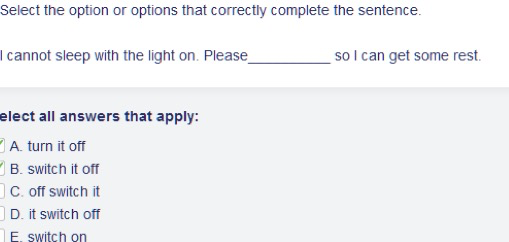 Select the option or options that correctly complete the sentence.
I cannot sleep with the light on. Please________ so I can get some rest.
elect all answers that apply:
A. turn it off
B. switch it off
C. off switch it
D. it switch off
E. switch on